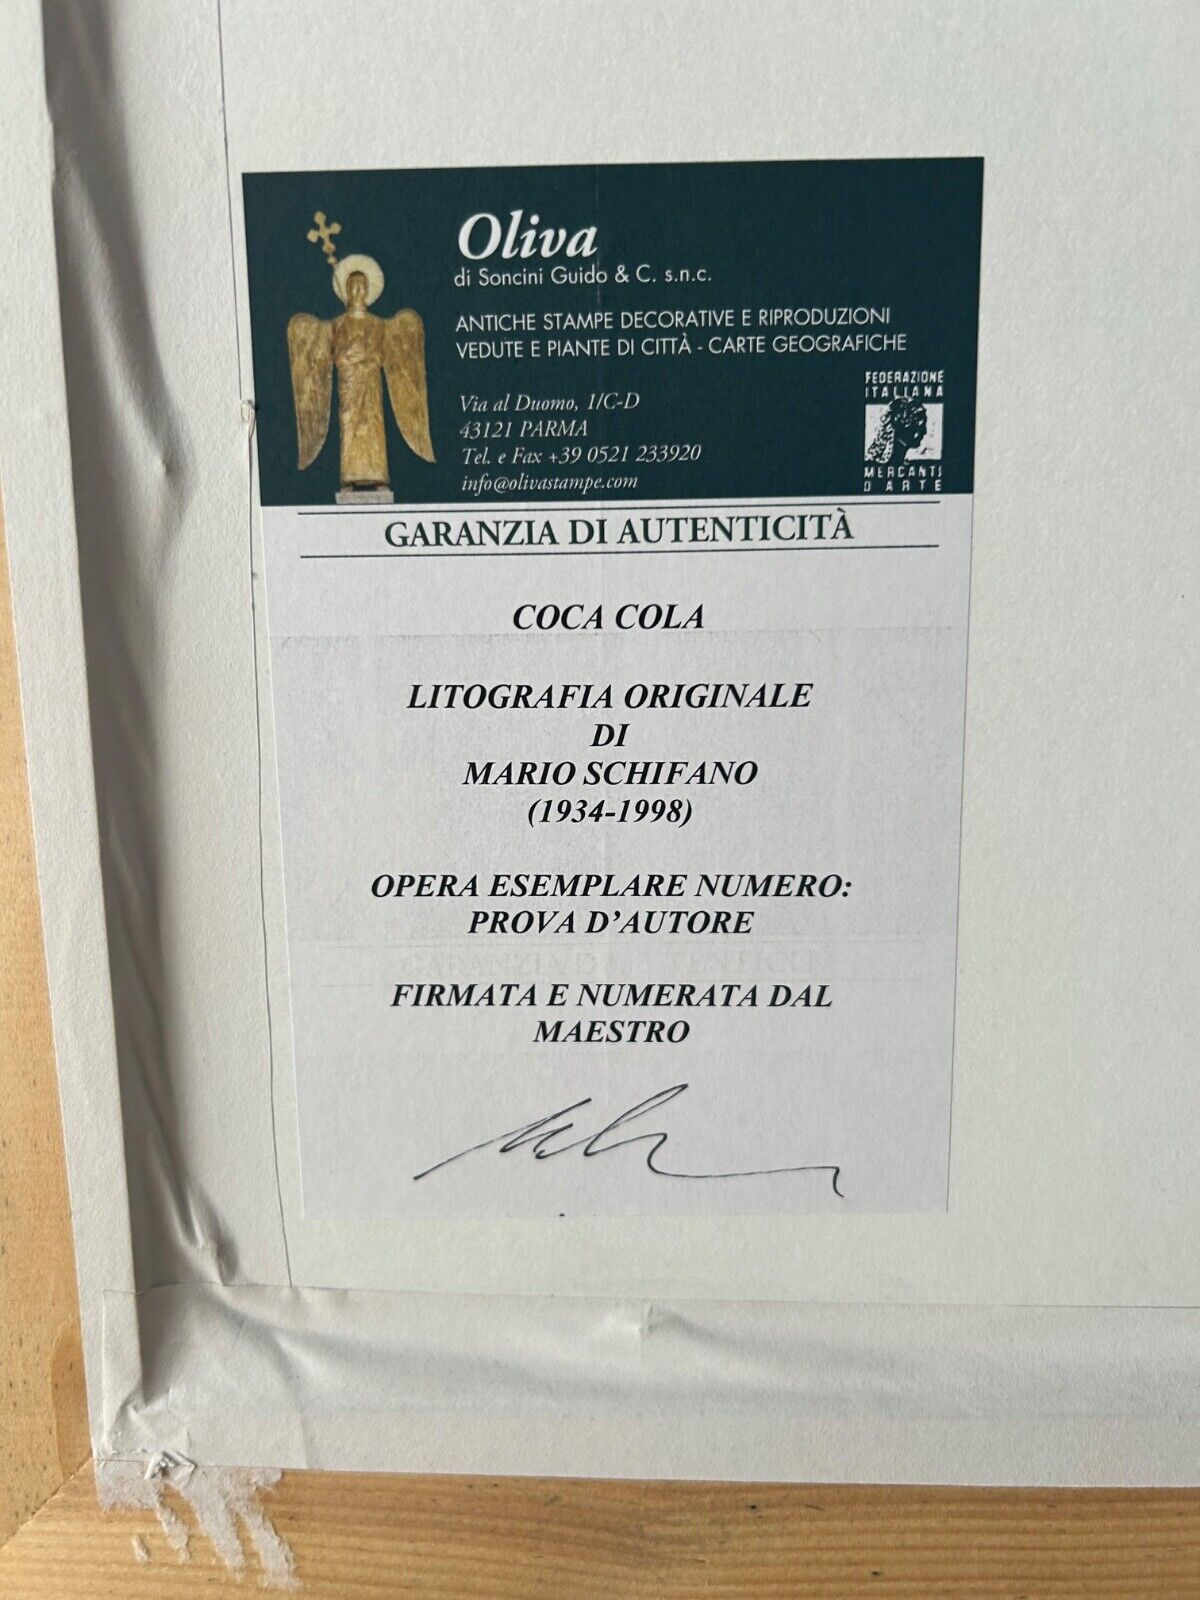 Oliva
di Soncini Guido & C. s.n.c.
ANTICHE STAMPE DECORATIVE E RIPRODUZIONI
VEDUTE E PIANTE DI CITTÀ - CARTE GEOGRAFICHE
Via al Duomo, 1/C-D
43121 PARMA
Tel. e Fax +39 0521 233920
info@olivastampe.com
FEDERAZIONE
ITALIANA
MERCANTI
D'ARTE
GARANZIA DI AUTENTICITÀ
COCA COLA
LITOGRAFIA ORIGINALE
DI
MARIO SCHIFANO
(1934-1998)
OPERA ESEMPLARE NUMERO:
PROVA D'AUTORE
FIRMATA E NUMERATA DAL
MAESTRO